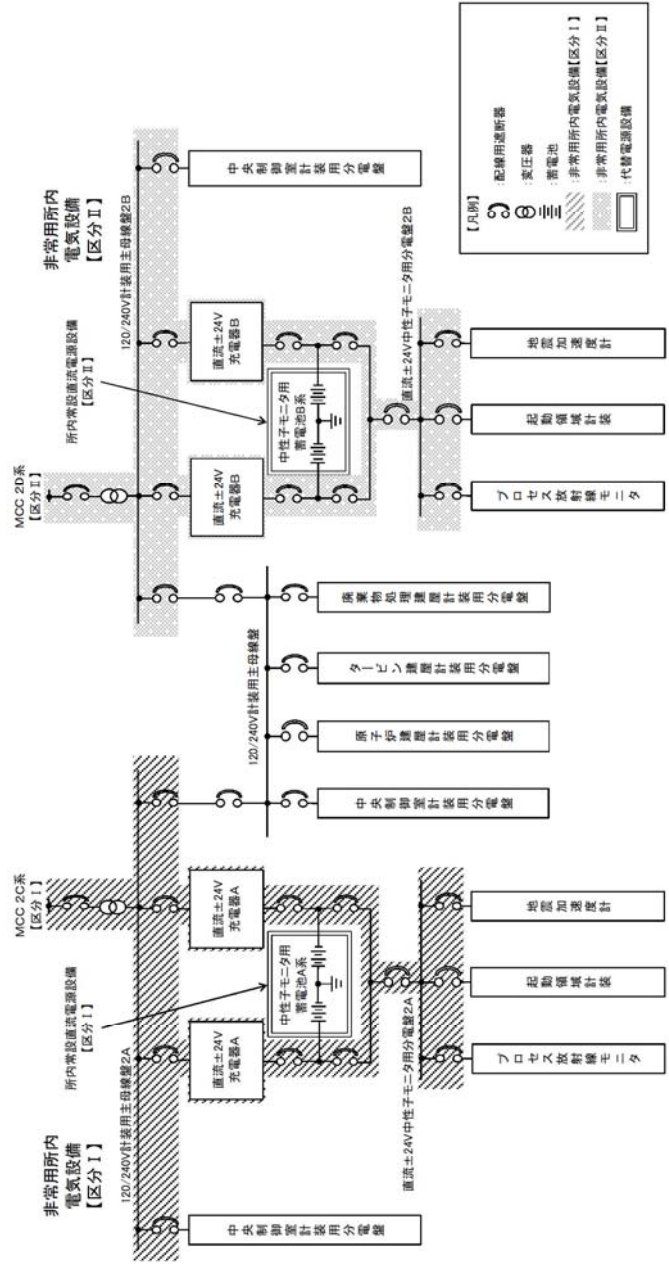 非常用所内
電気設備
【区分Ⅰ】
120/240V計装用主母線盤2A
MCC 2C系
【区分Ⅰ】
所内常設直流電源設備
【区分Ⅰ】
中央制御室計装用分電盤
直流±24V
充電器A
直流±24V
充電器A
中性子モニタ用
蓄電池A系
直流±24V中性子モニタ用分電盤2A
プロセス放射線モニタ
起動領域計装
地震加速度計
120/240V計装用主母線盤
中央制御室計装用分電盤
原子炉建屋計装用分電盤
タービン建屋計装用分電盤
廃棄物処理建屋計装用分電盤
MCC 2D系
【区分Ⅱ】
所内常設直流電源設備
【区分Ⅱ】
非常用所内
電気設備
【区分Ⅱ】
120/240V計装用主母線盤2B
直流±24V
充電器B
直流±24V
充電器B
中性子モニタ用
蓄電池B系
中央制御室計装用分電盤
直流±24V中性子モニタ用分電盤2B
プロセス放射線モニタ
起動領域計装
地震加速度計
【凡例】
:配線用遮断器
:変圧器
:蓄電池
:非常用所内電気設備【区分Ⅰ】
:非常用所内電気設備【区分Ⅱ】
:代替電源設備